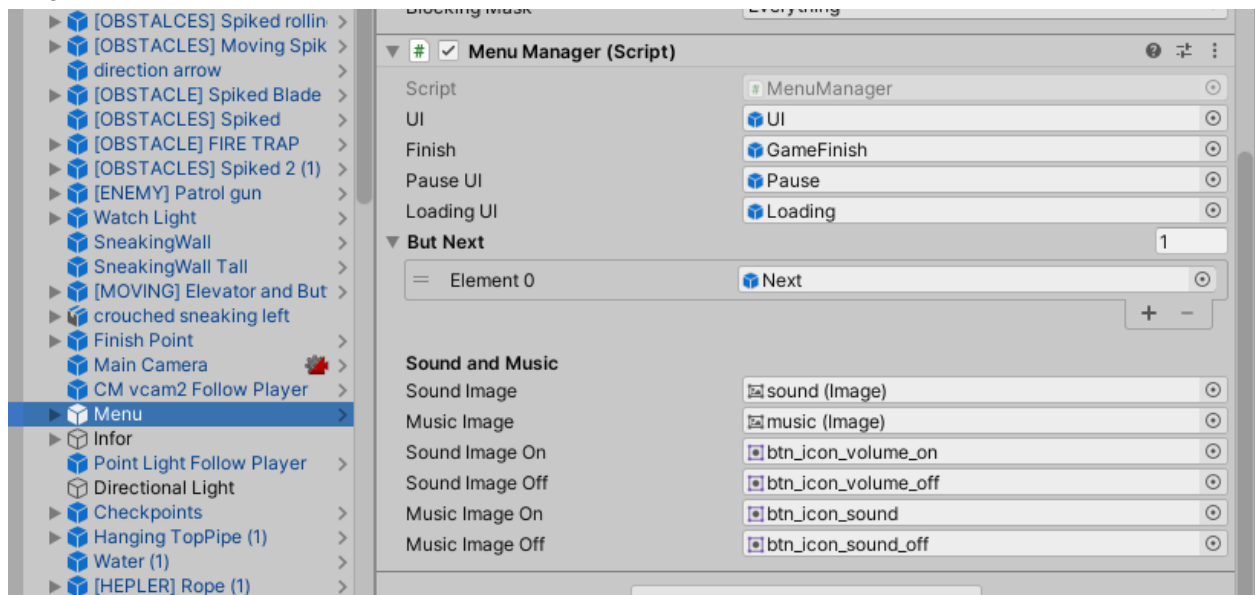 [OBSTALCES] Spiked rollin
[OBSTACLES] Moving Spik
direction arrow
[OBSTACLE] Spiked Blade
[OBSTACLES] Spiked
[OBSTACLE] FIRE TRAP
[OBSTACLES] Spiked 2 (1)
[ENEMY] Patrol gun
Watch Light
SneakingWall
SneakingWall Tall
[MOVING] Elevator and But
crouched sneaking left
Finish Point
Main Camera
CM vcam2 Follow Player
Menu
Infor
Point Light Follow Player
Directional Light
Checkpoints
Hanging TopPipe (1)
Water (1)
[HEPLER] Rope (1)
Blocking Mask Everything
# Menu Manager (Script)
Script # MenuManager
UI UI
Finish GameFinish
Pause UI Pause
Loading UI Loading
But Next 1
Element 0 Next
+ −
Sound and Music
Sound Image sound (Image)
Music Image music (Image)
Sound Image On btn_icon_volume_on
Sound Image Off btn_icon_volume_off
Music Image On btn_icon_sound
Music Image Off btn_icon_sound_off